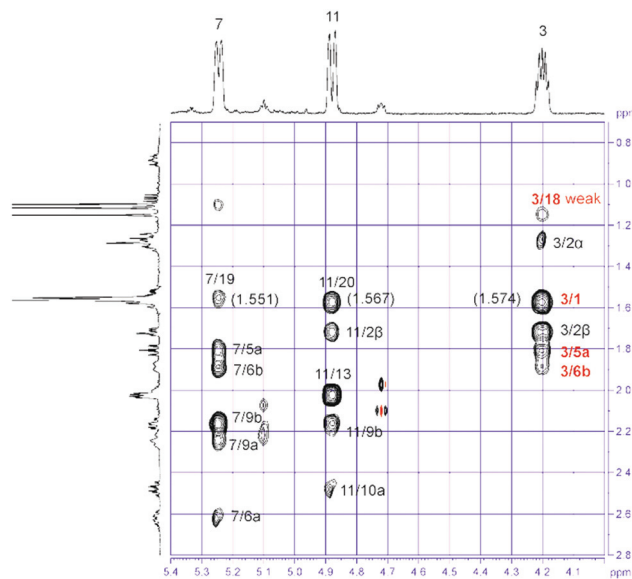 7 11 3
ppm
0.8
1.0
3/18 weak
1.2
3/2α
1.4
7/19 11/20
(1.551) (1.567) (1.574) 3/1
1.6
11/2β 3/2β
7/5a 3/5a
1.8
7/6b 3/6b
11/13
2.0
7/9b 11/9b
7/9a
2.2
2.4
11/10a
7/6a
2.6
2.8
5.4 5.3 5.2 5.1 5.0 4.9 4.8 4.7 4.6 4.5 4.4 4.3 4.2 4.1 ppm